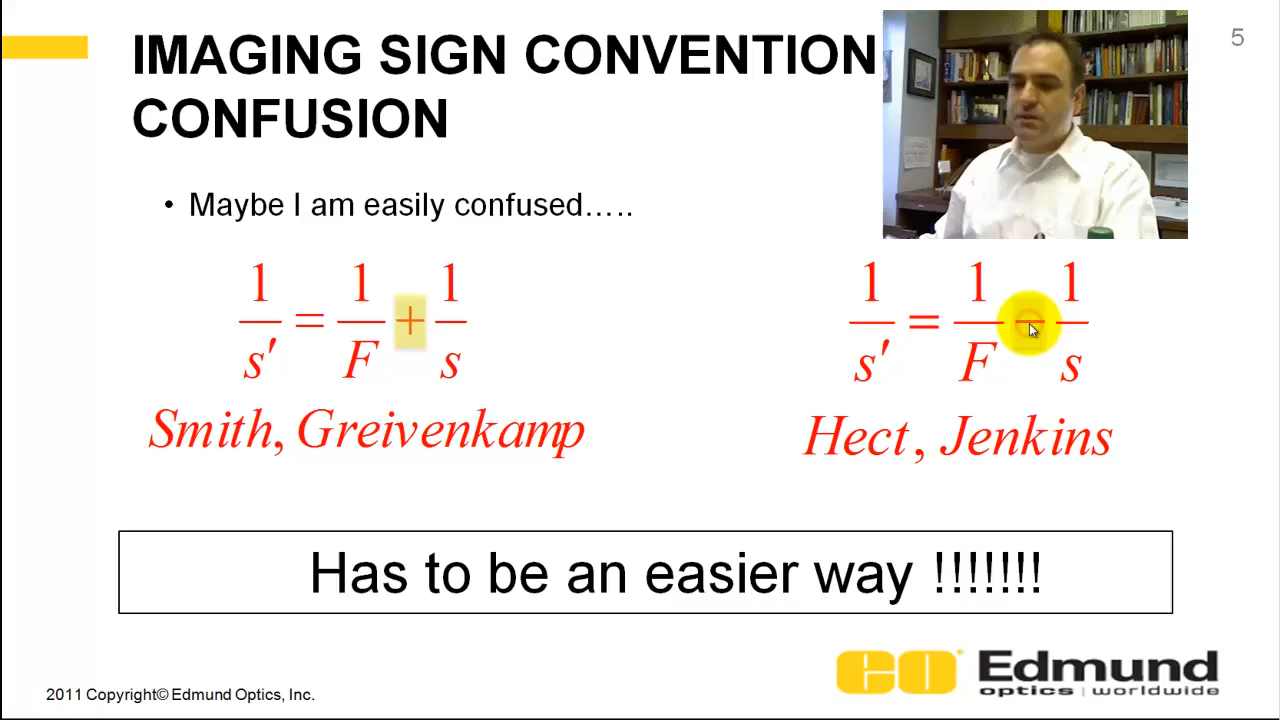 5
IMAGING SIGN CONVENTION
CONFUSION
• Maybe I am easily confused…..
1/s′ = 1/F + 1/s
Smith, Greivenkamp
1/s′ = 1/F − 1/s
Hect, Jenkins
Has to be an easier way !!!!!!!
EO Edmund
optics | worldwide
2011 Copyright© Edmund Optics, Inc.